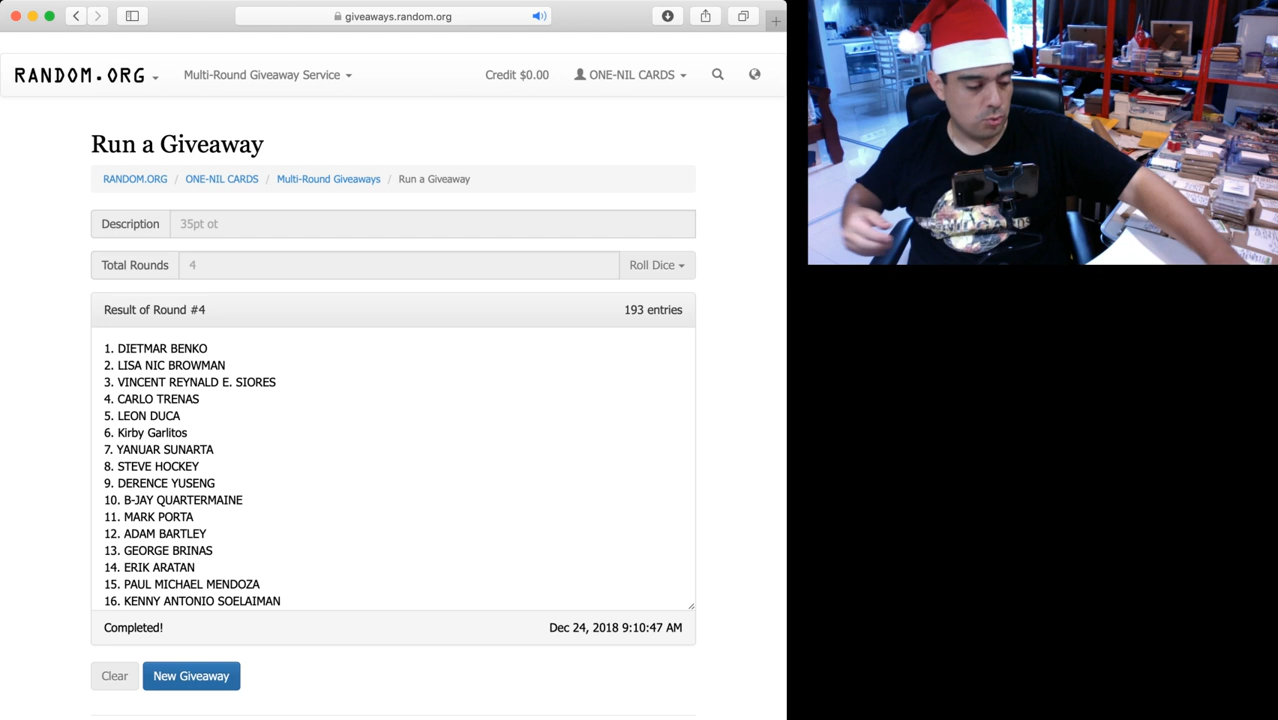 giveaways.random.org
RANDOM.ORG
Multi-Round Giveaway Service
Credit $0.00
ONE-NIL CARDS
Run a Giveaway
RANDOM.ORG / ONE-NIL CARDS / Multi-Round Giveaways / Run a Giveaway
Description 35pt ot
Total Rounds 4 Roll Dice
Result of Round #4 193 entries
1. DIETMAR BENKO
2. LISA NIC BROWMAN
3. VINCENT REYNALD E. SIORES
4. CARLO TRENAS
5. LEON DUCA
6. Kirby Garlitos
7. YANUAR SUNARTA
8. STEVE HOCKEY
9. DERENCE YUSENG
10. B-JAY QUARTERMAINE
11. MARK PORTA
12. ADAM BARTLEY
13. GEORGE BRINAS
14. ERIK ARATAN
15. PAUL MICHAEL MENDOZA
16. KENNY ANTONIO SOELAIMAN
Completed! Dec 24, 2018 9:10:47 AM
Clear New Giveaway